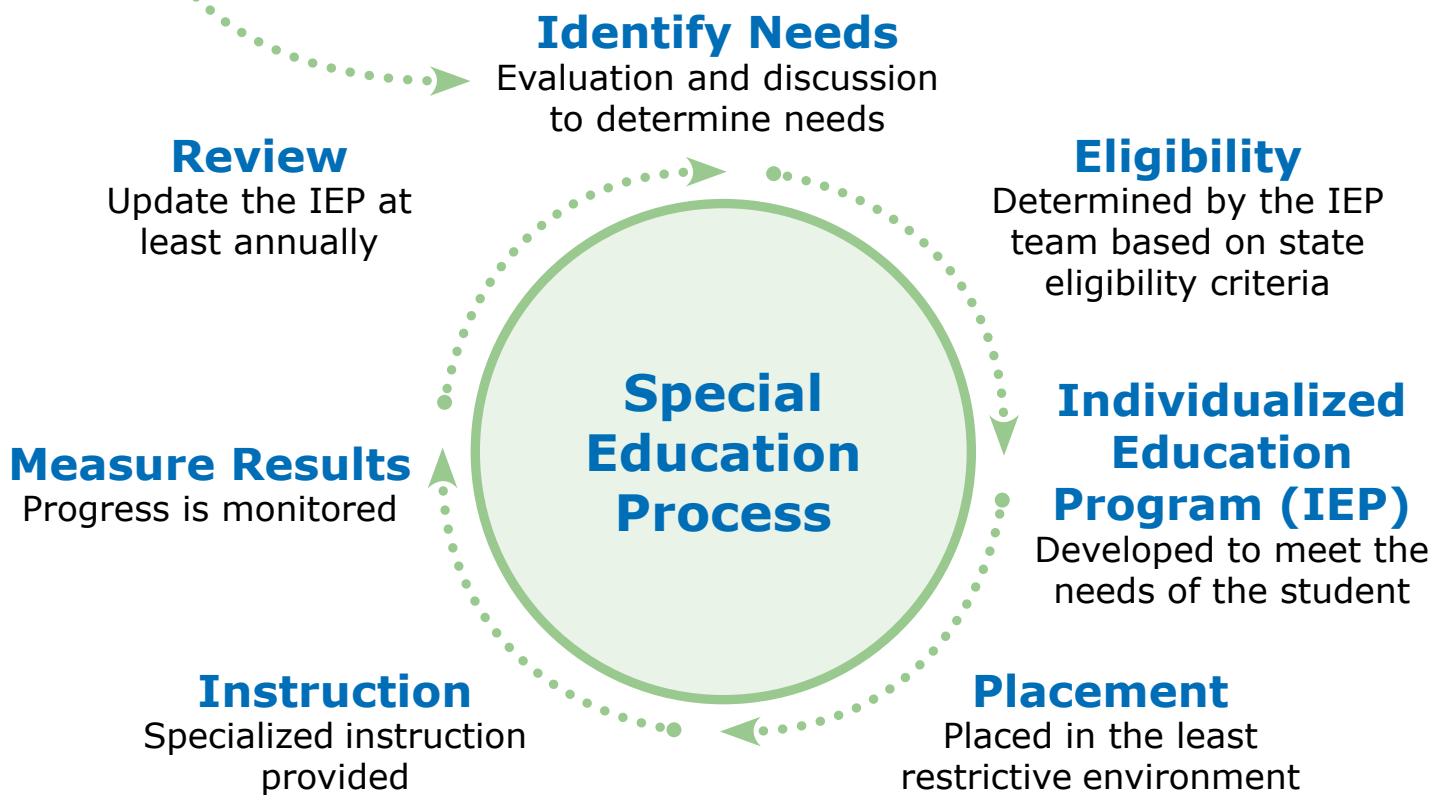 Identify Needs
Evaluation and discussion
to determine needs
Eligibility
Determined by the IEP
team based on state
eligibility criteria
Individualized
Education
Program (IEP)
Developed to meet the
needs of the student
Placement
Placed in the least
restrictive environment
Instruction
Specialized instruction
provided
Measure Results
Progress is monitored
Review
Update the IEP at
least annually
Special
Education
Process